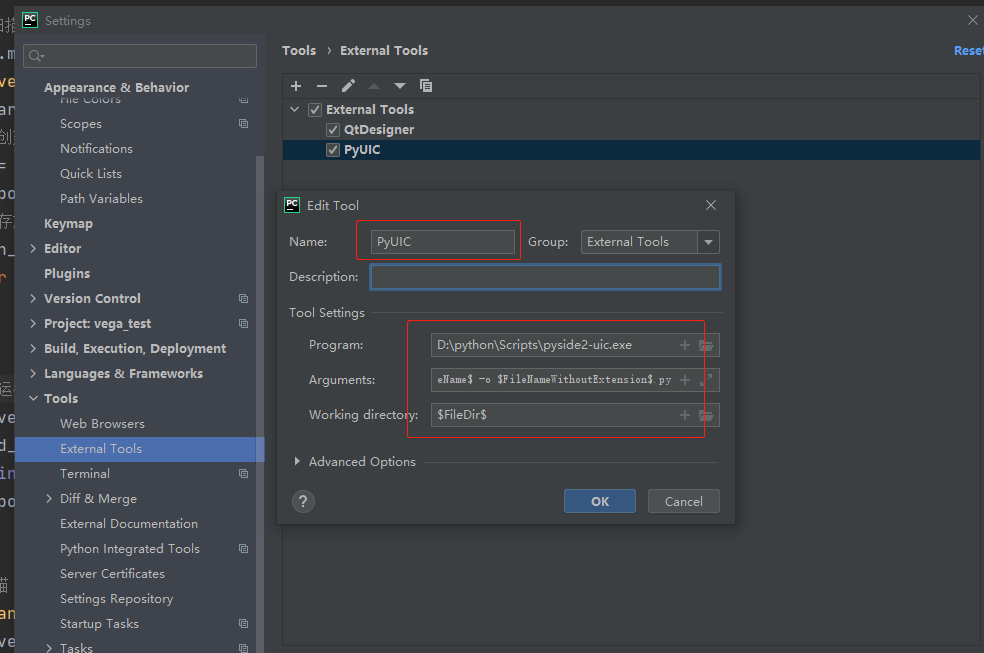 PC Settings
Tools › External Tools
Reset
Appearance & Behavior
File Colors
Scopes
Notifications
Quick Lists
Path Variables
Keymap
Editor
Plugins
Version Control
Project: vega_test
Build, Execution, Deployment
Languages & Frameworks
Tools
Web Browsers
External Tools
Terminal
Diff & Merge
External Documentation
Python Integrated Tools
Server Certificates
Settings Repository
Startup Tasks
Tasks
External Tools
QtDesigner
PyUIC
PC Edit Tool
Name: PyUIC Group: External Tools
Description:
Tool Settings
Program: D:\python\Scripts\pyside2-uic.exe
Arguments: eName$ -o $FileNameWithoutExtension$.py
Working directory: $FileDir$
Advanced Options
? OK Cancel